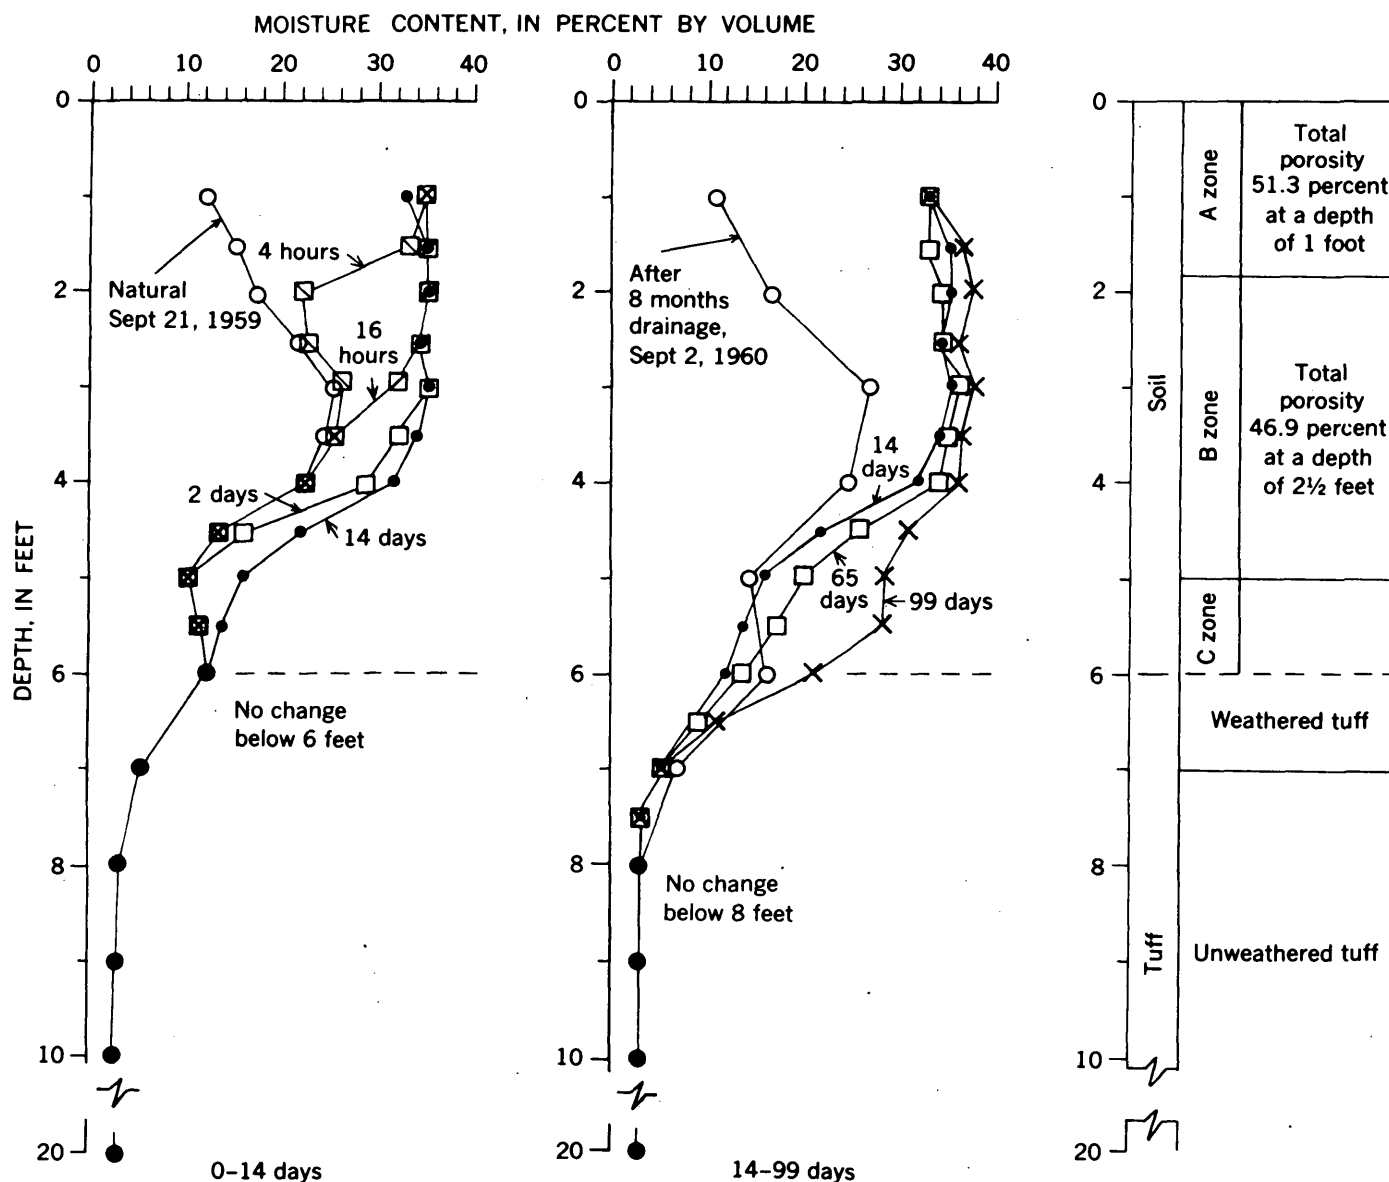 MOISTURE CONTENT, IN PERCENT BY VOLUME
0 10 20 30 40
0
2
4
6
8
10
20
DEPTH, IN FEET
Natural
Sept 21, 1959
4 hours
16
hours
2 days
14 days
No change
below 6 feet
0–14 days
0 10 20 30 40
0
2
4
6
8
10
20
After
8 months
drainage,
Sept 2, 1960
14
days
65
days
99 days
No change
below 8 feet
14–99 days
0
2
4
6
8
10
20
Soil
Tuff
A zone
Total
porosity
51.3 percent
at a depth
of 1 foot
B zone
Total
porosity
46.9 percent
at a depth
of 2½ feet
C zone
Weathered tuff
Unweathered tuff